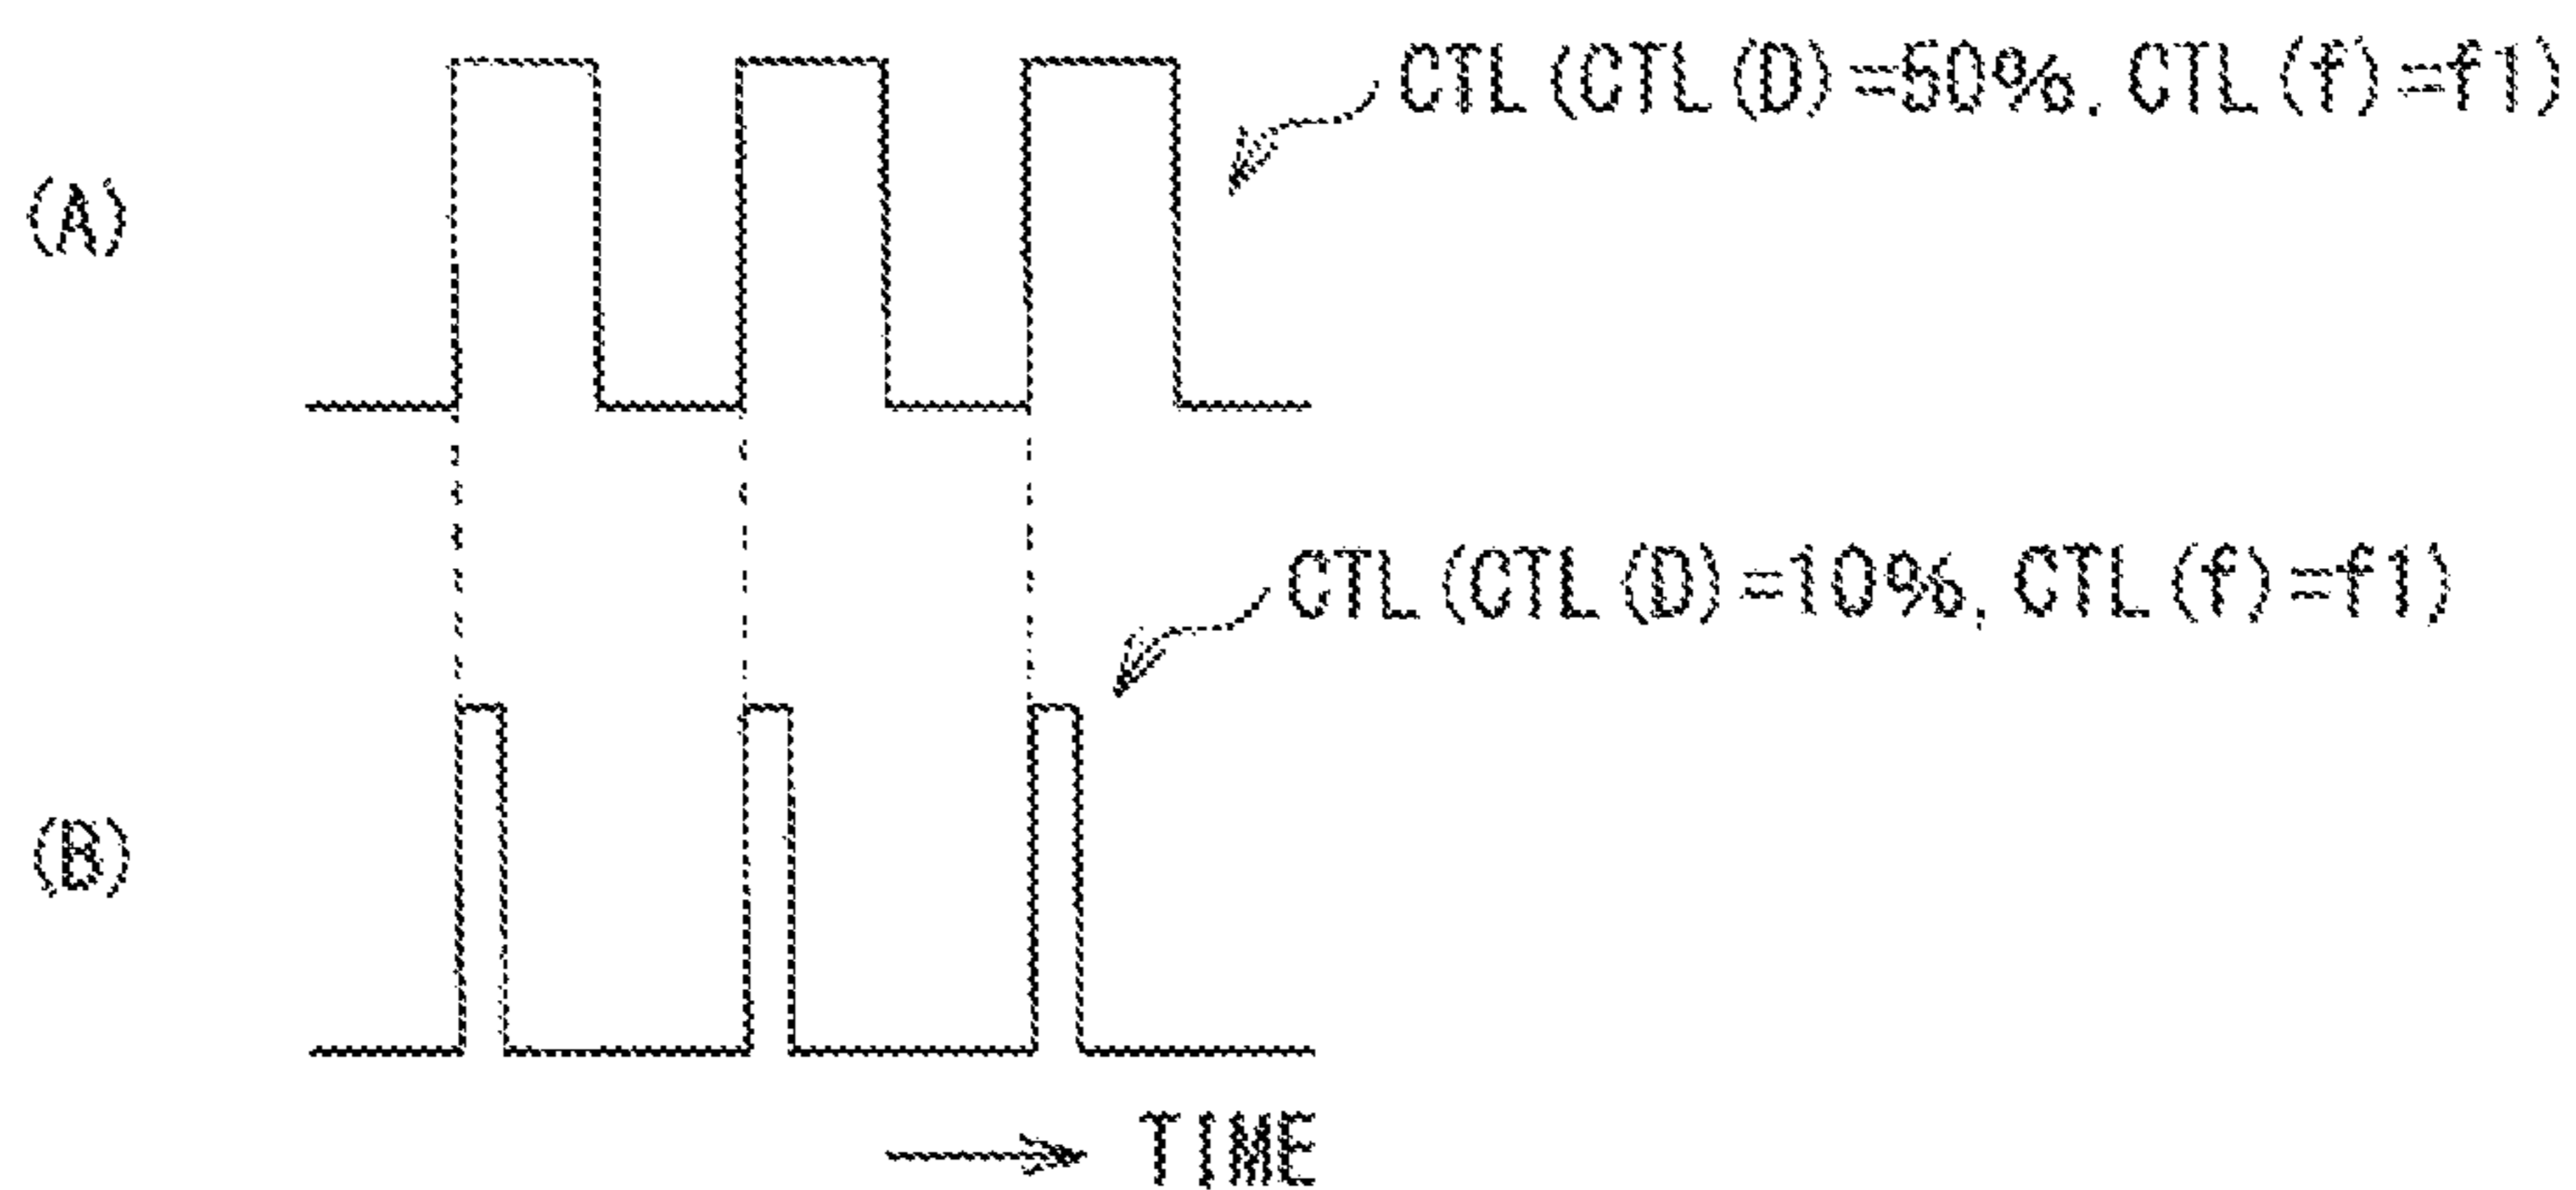 CTL(CTL(D)=50%, CTL(f)=f1)
(A)
CTL(CTL(D)=10%, CTL(f)=f1)
(B)
TIME